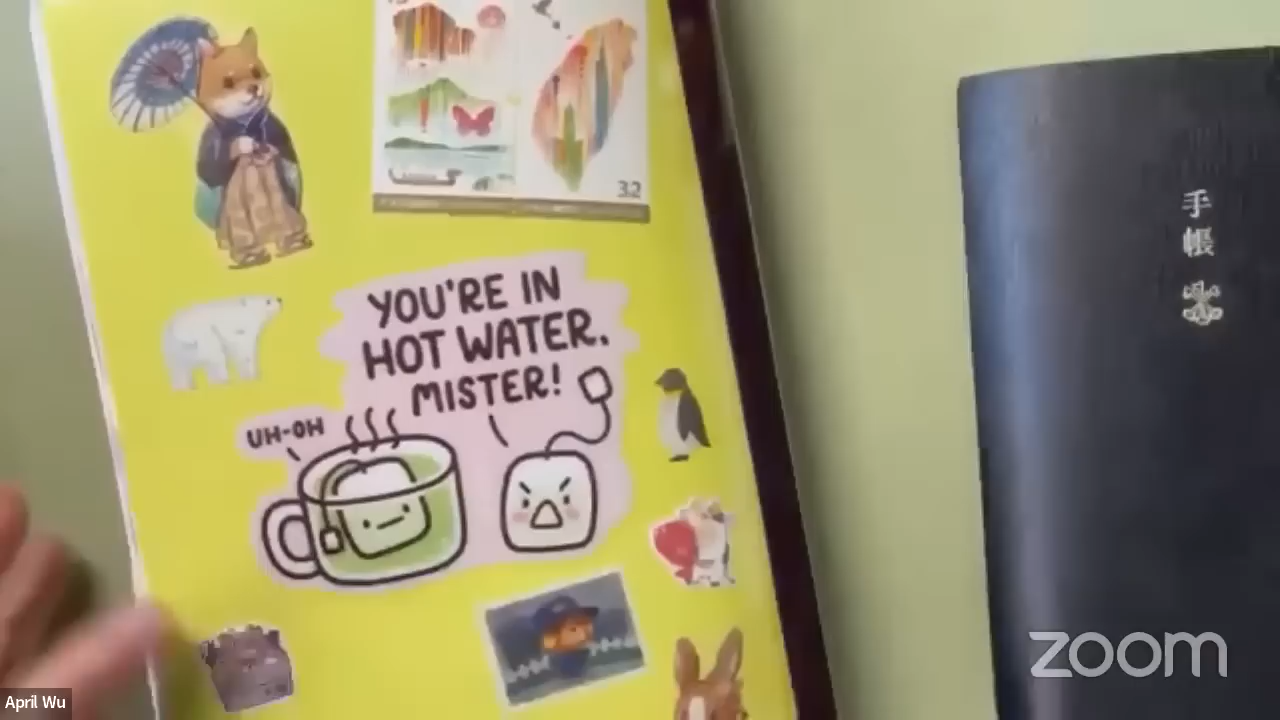 32
YOU'RE IN
HOT WATER,
MISTER!
UH-OH
手
帳
zoom
April Wu